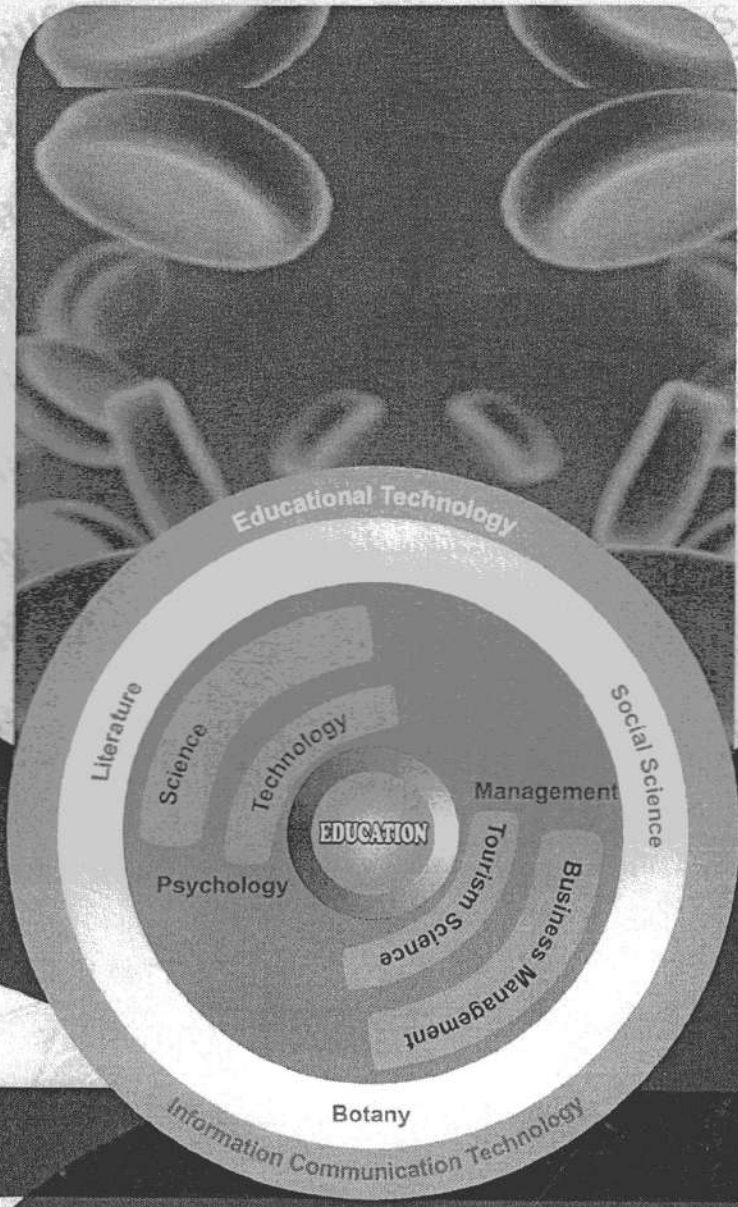 Educational Technology
Literature
Social Science
Science
Technology
Management
EDUCATION
Psychology
Tourism Science
Business Management
Botany
Information Communication Technology